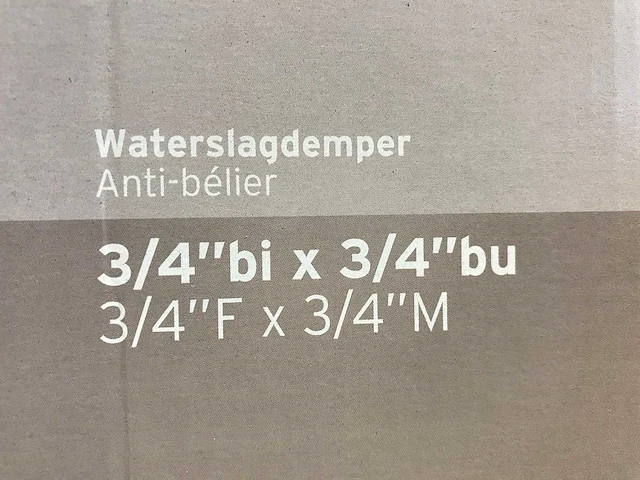 Waterslagdemper
Anti-bélier
3/4"bi x 3/4"bu
3/4"F x 3/4"M